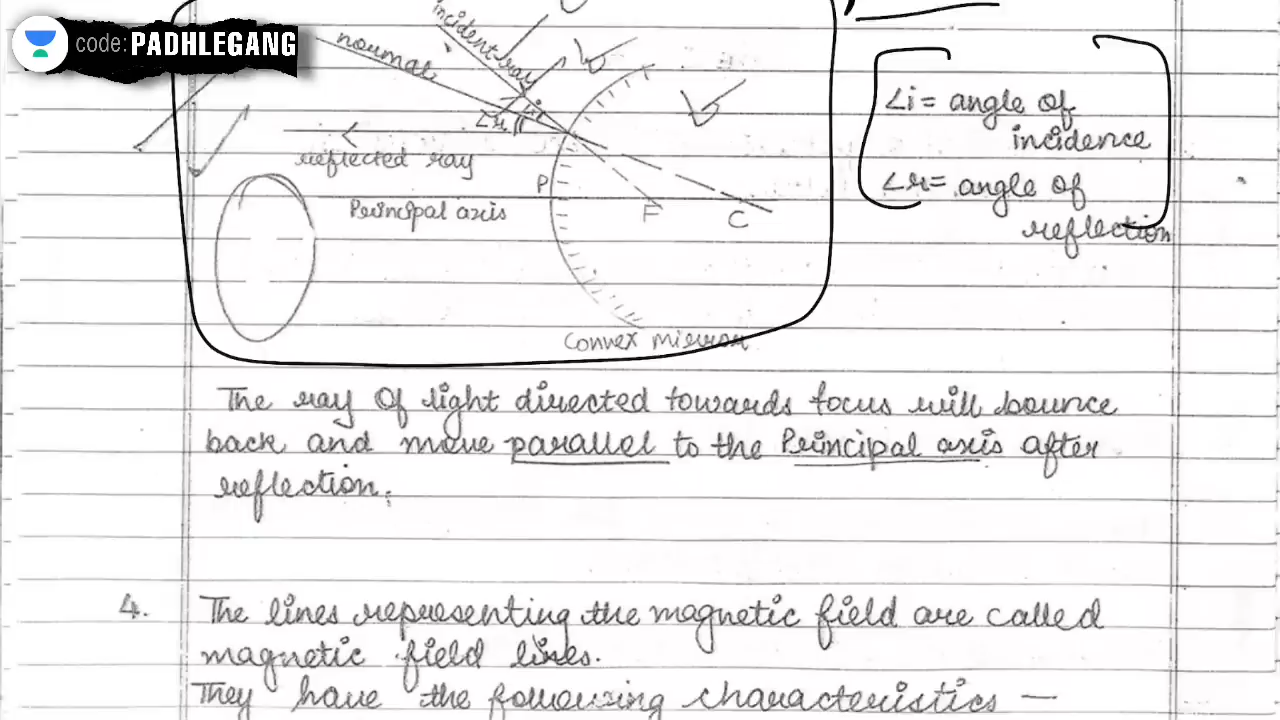 code: PADHLEGANG
incident ray
normal
∠i
∠r
reflected ray
P
Principal axis
F
C
Convex mirror
∠i = angle of
incidence
∠r = angle of
reflection
The ray of light directed towards focus will bounce
back and move parallel to the Principal axis after
reflection.
4.
The lines representing the magnetic field are called
magnetic field lines.
They have the following characteristics —